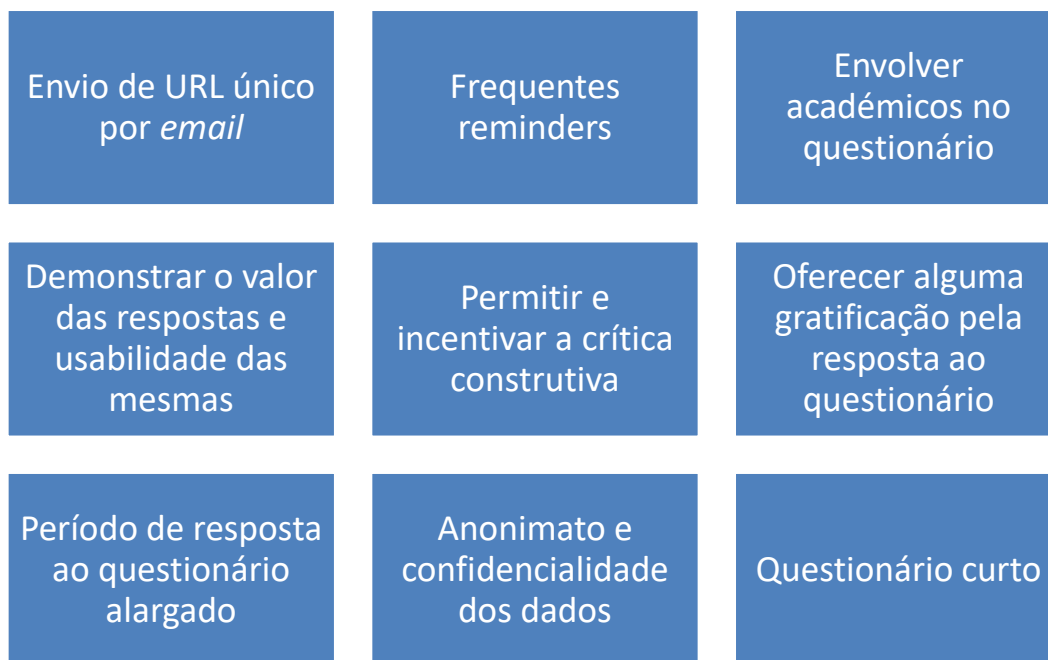 Envio de URL único
por email
Frequentes
reminders
Envolver
académicos no
questionário
Demonstrar o valor
das respostas e
usabilidade das
mesmas
Permitir e
incentivar a crítica
construtiva
Oferecer alguma
gratificação pela
resposta ao
questionário
Período de resposta
ao questionário
alargado
Anonimato e
confidencialidade
dos dados
Questionário curto